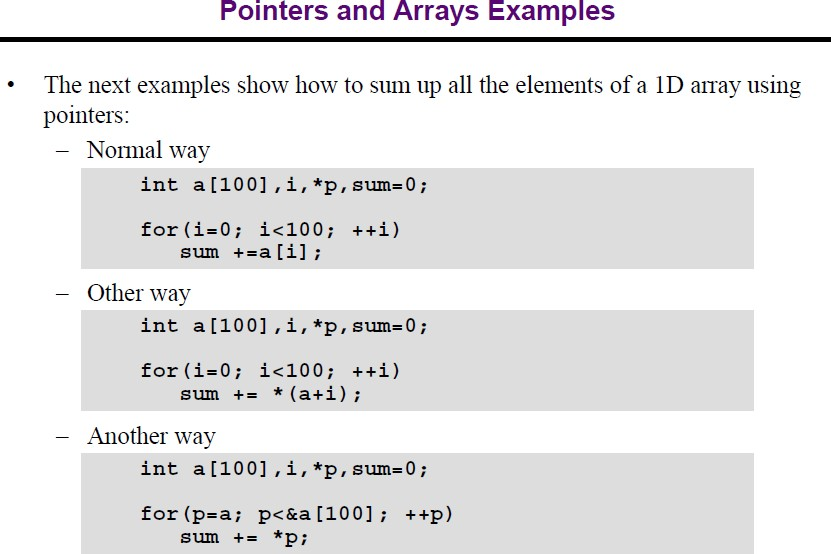 Pointers and Arrays Examples
• The next examples show how to sum up all the elements of a 1D array using
pointers:
– Normal way
int a[100],i,*p,sum=0;
for(i=0; i<100; ++i)
sum +=a[i];
– Other way
int a[100],i,*p,sum=0;
for(i=0; i<100; ++i)
sum += *(a+i);
– Another way
int a[100],i,*p,sum=0;
for(p=a; p<&a[100]; ++p)
sum += *p;